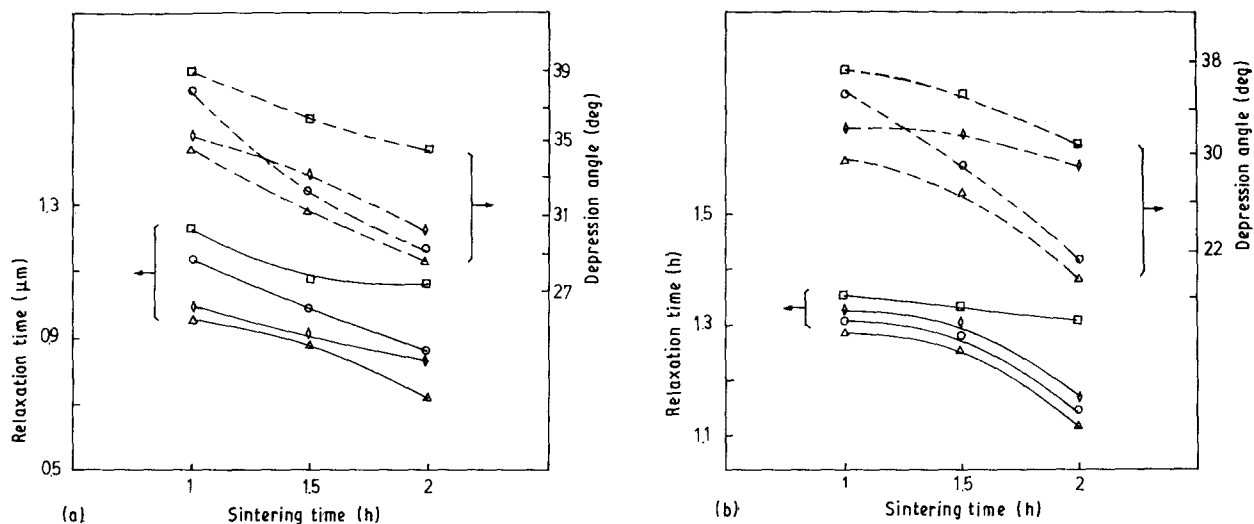 1.3
0.9
0.5
Relaxation time (μm)
39
35
31
27
Depression angle (deg)
1
1.5
2
(a)
Sintering time (h)
1.5
1.3
1.1
Relaxation time (h)
38
30
22
Depression angle (deg)
1
1.5
2
(b)
Sintering time (h)